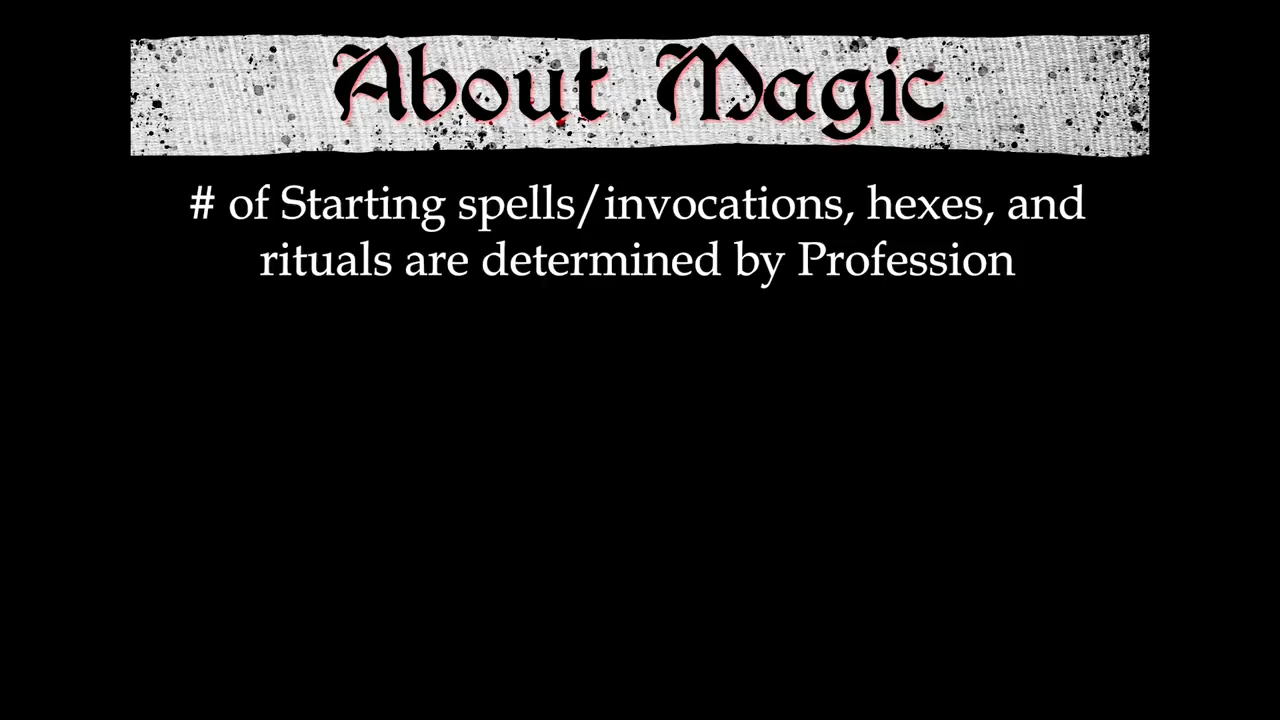 About Magic
# of Starting spells/invocations, hexes, and
rituals are determined by Profession